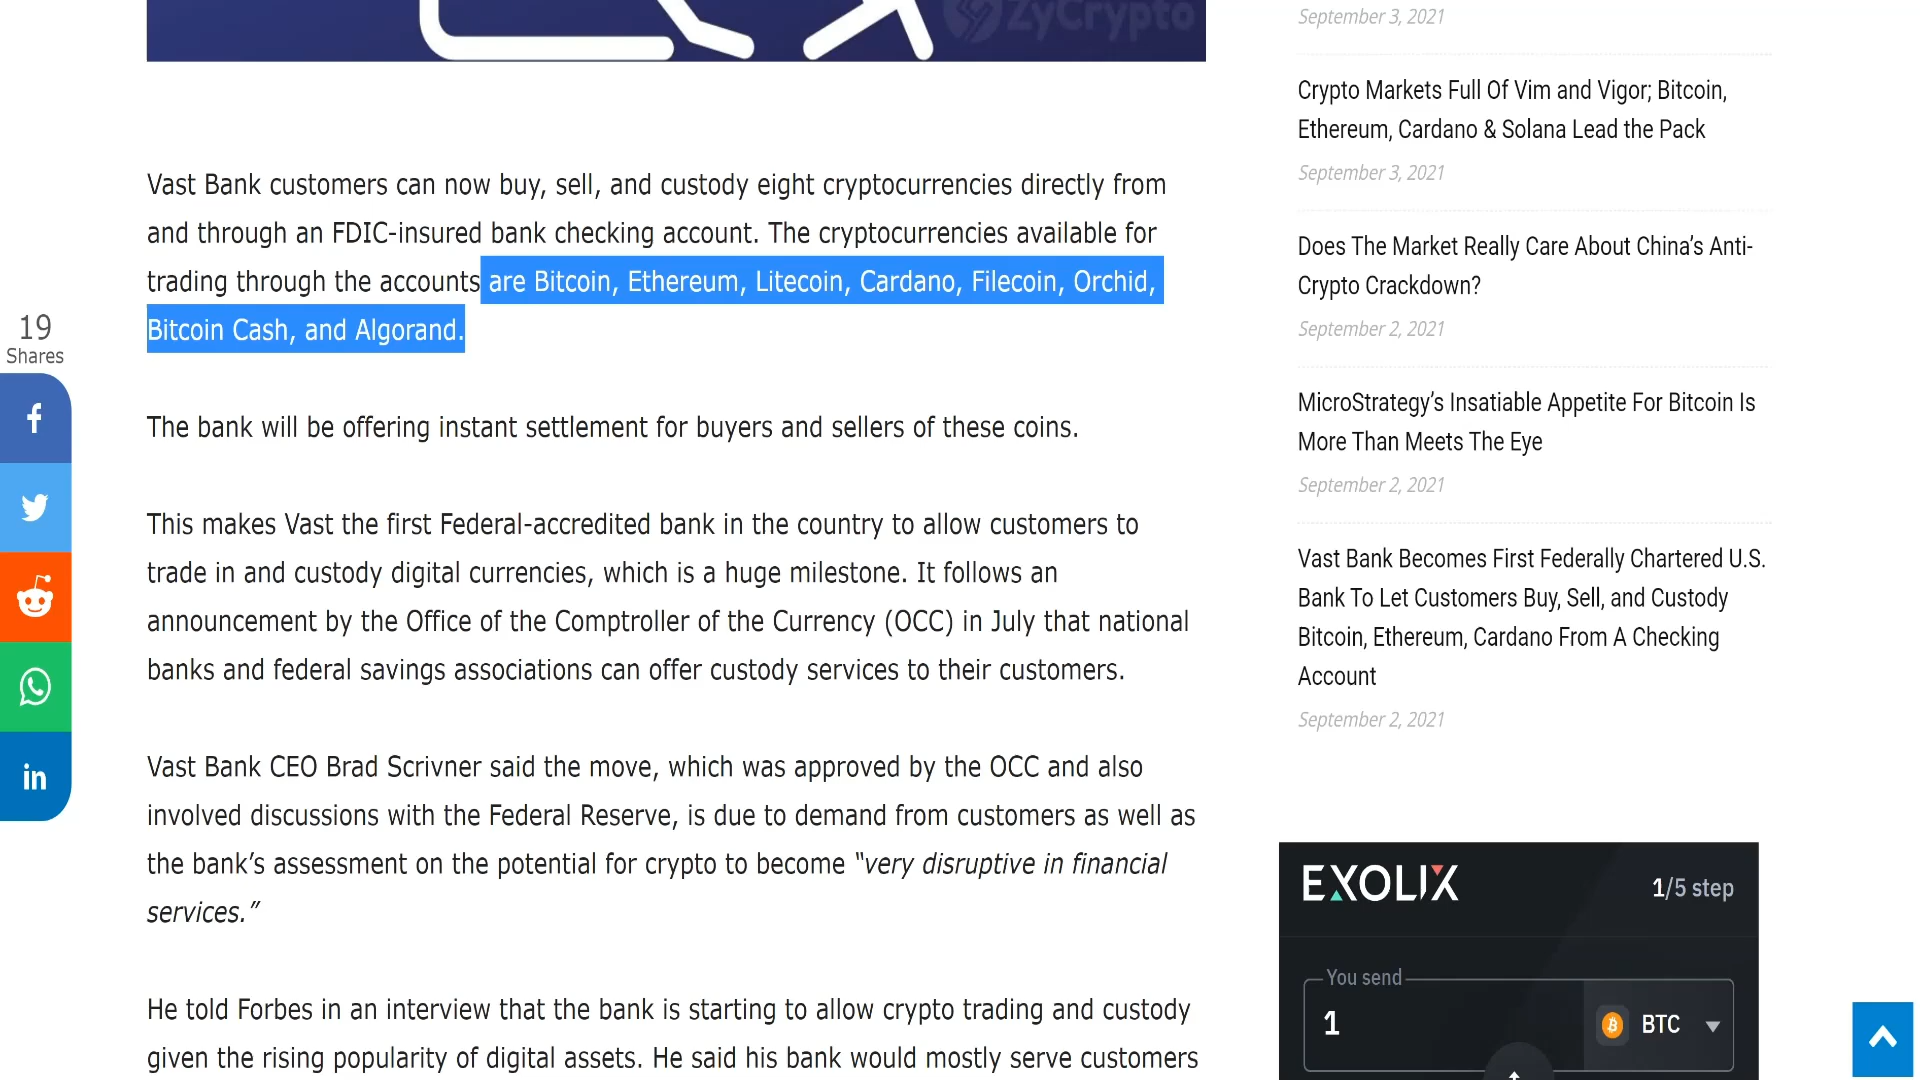 ZyCrypto
Vast Bank customers can now buy, sell, and custody eight cryptocurrencies directly from
and through an FDIC-insured bank checking account. The cryptocurrencies available for
trading through the accounts are Bitcoin, Ethereum, Litecoin, Cardano, Filecoin, Orchid,
Bitcoin Cash, and Algorand.
The bank will be offering instant settlement for buyers and sellers of these coins.
This makes Vast the first Federal-accredited bank in the country to allow customers to
trade in and custody digital currencies, which is a huge milestone. It follows an
announcement by the Office of the Comptroller of the Currency (OCC) in July that national
banks and federal savings associations can offer custody services to their customers.
Vast Bank CEO Brad Scrivner said the move, which was approved by the OCC and also
involved discussions with the Federal Reserve, is due to demand from customers as well as
the bank’s assessment on the potential for crypto to become “very disruptive in financial
services.”
He told Forbes in an interview that the bank is starting to allow crypto trading and custody
given the rising popularity of digital assets. He said his bank would mostly serve customers
19
Shares
September 3, 2021
Crypto Markets Full Of Vim and Vigor; Bitcoin,
Ethereum, Cardano & Solana Lead the Pack
September 3, 2021
Does The Market Really Care About China’s Anti-
Crypto Crackdown?
September 2, 2021
MicroStrategy’s Insatiable Appetite For Bitcoin Is
More Than Meets The Eye
September 2, 2021
Vast Bank Becomes First Federally Chartered U.S.
Bank To Let Customers Buy, Sell, and Custody
Bitcoin, Ethereum, Cardano From A Checking
Account
September 2, 2021
EXOLIX
1/5 step
You send
1
BTC